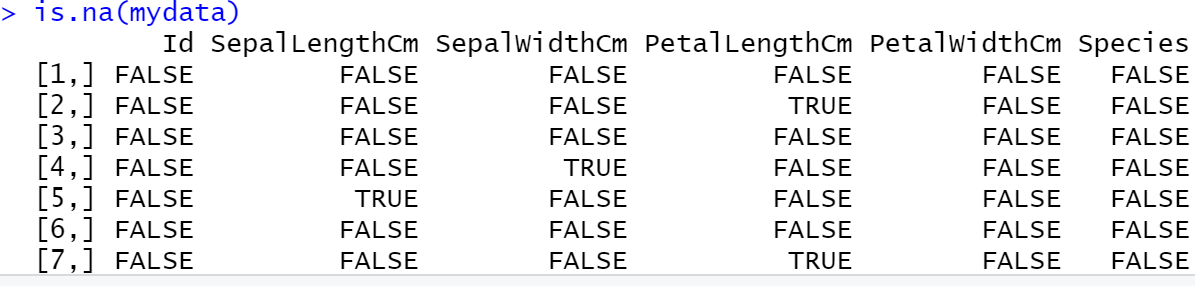 > is.na(mydata)
Id SepalLengthCm SepalWidthCm PetalLengthCm PetalWidthCm Species
[1,] FALSE FALSE FALSE FALSE FALSE FALSE
[2,] FALSE FALSE FALSE TRUE FALSE FALSE
[3,] FALSE FALSE FALSE FALSE FALSE FALSE
[4,] FALSE FALSE TRUE FALSE FALSE FALSE
[5,] FALSE TRUE FALSE FALSE FALSE FALSE
[6,] FALSE FALSE FALSE FALSE FALSE FALSE
[7,] FALSE FALSE FALSE TRUE FALSE FALSE